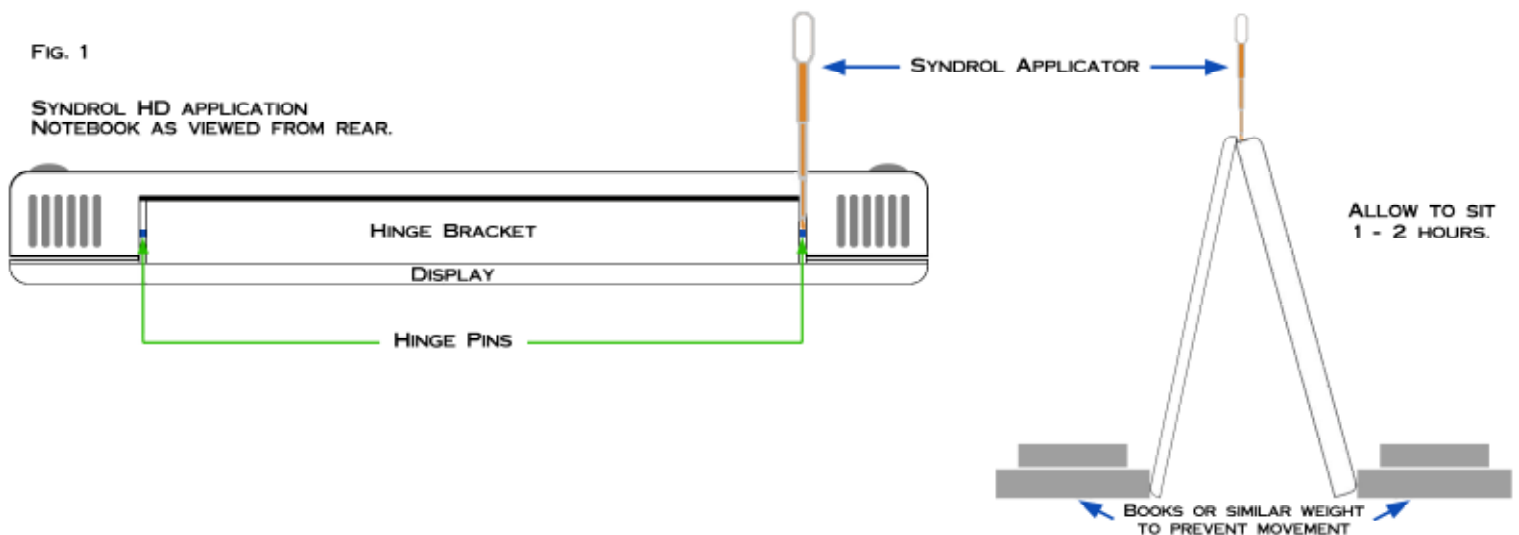 Fig. 1
Syndrol HD application
Notebook as viewed from rear.
Syndrol Applicator
Hinge Bracket
Display
Hinge Pins
Allow to sit
1 - 2 hours.
Books or similar weight
to prevent movement